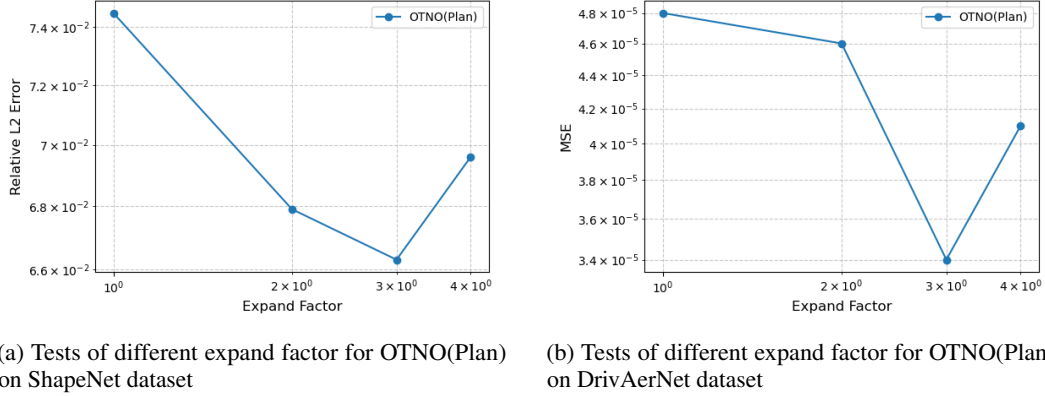 7.4 × 10⁻²
7.2 × 10⁻²
7 × 10⁻²
6.8 × 10⁻²
6.6 × 10⁻²
Relative L2 Error
OTNO(Plan)
10⁰
2 × 10⁰
3 × 10⁰
4 × 10⁰
Expand Factor
4.8 × 10⁻⁵
4.6 × 10⁻⁵
4.4 × 10⁻⁵
4.2 × 10⁻⁵
4 × 10⁻⁵
3.8 × 10⁻⁵
3.6 × 10⁻⁵
3.4 × 10⁻⁵
MSE
OTNO(Plan)
10⁰
2 × 10⁰
3 × 10⁰
4 × 10⁰
Expand Factor
(a) Tests of different expand factor for OTNO(Plan)
on ShapeNet dataset
(b) Tests of different expand factor for OTNO(Plan
on DrivAerNet dataset